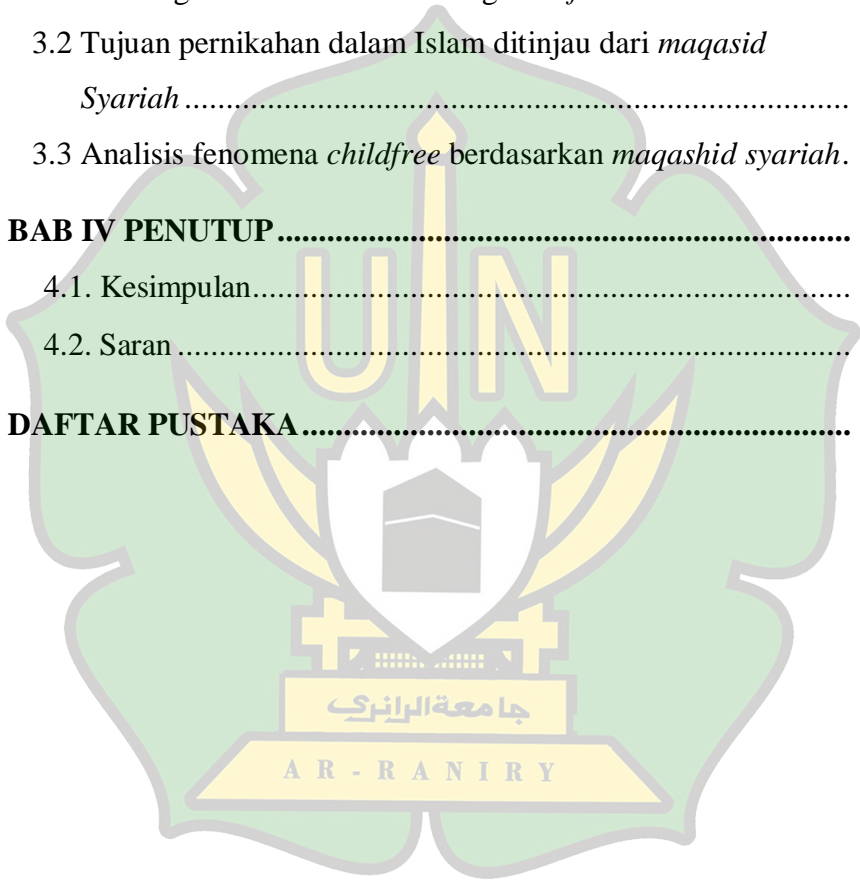 3.2 Tujuan pernikahan dalam Islam ditinjau dari maqasid
Syariah ........................................................................
3.3 Analisis fenomena childfree berdasarkan maqashid syariah.
BAB IV PENUTUP ..............................................................
4.1. Kesimpulan.................................................................
4.2. Saran .........................................................................
DAFTAR PUSTAKA ...........................................................
UIN
جامعةالرانري
AR-RANIRY